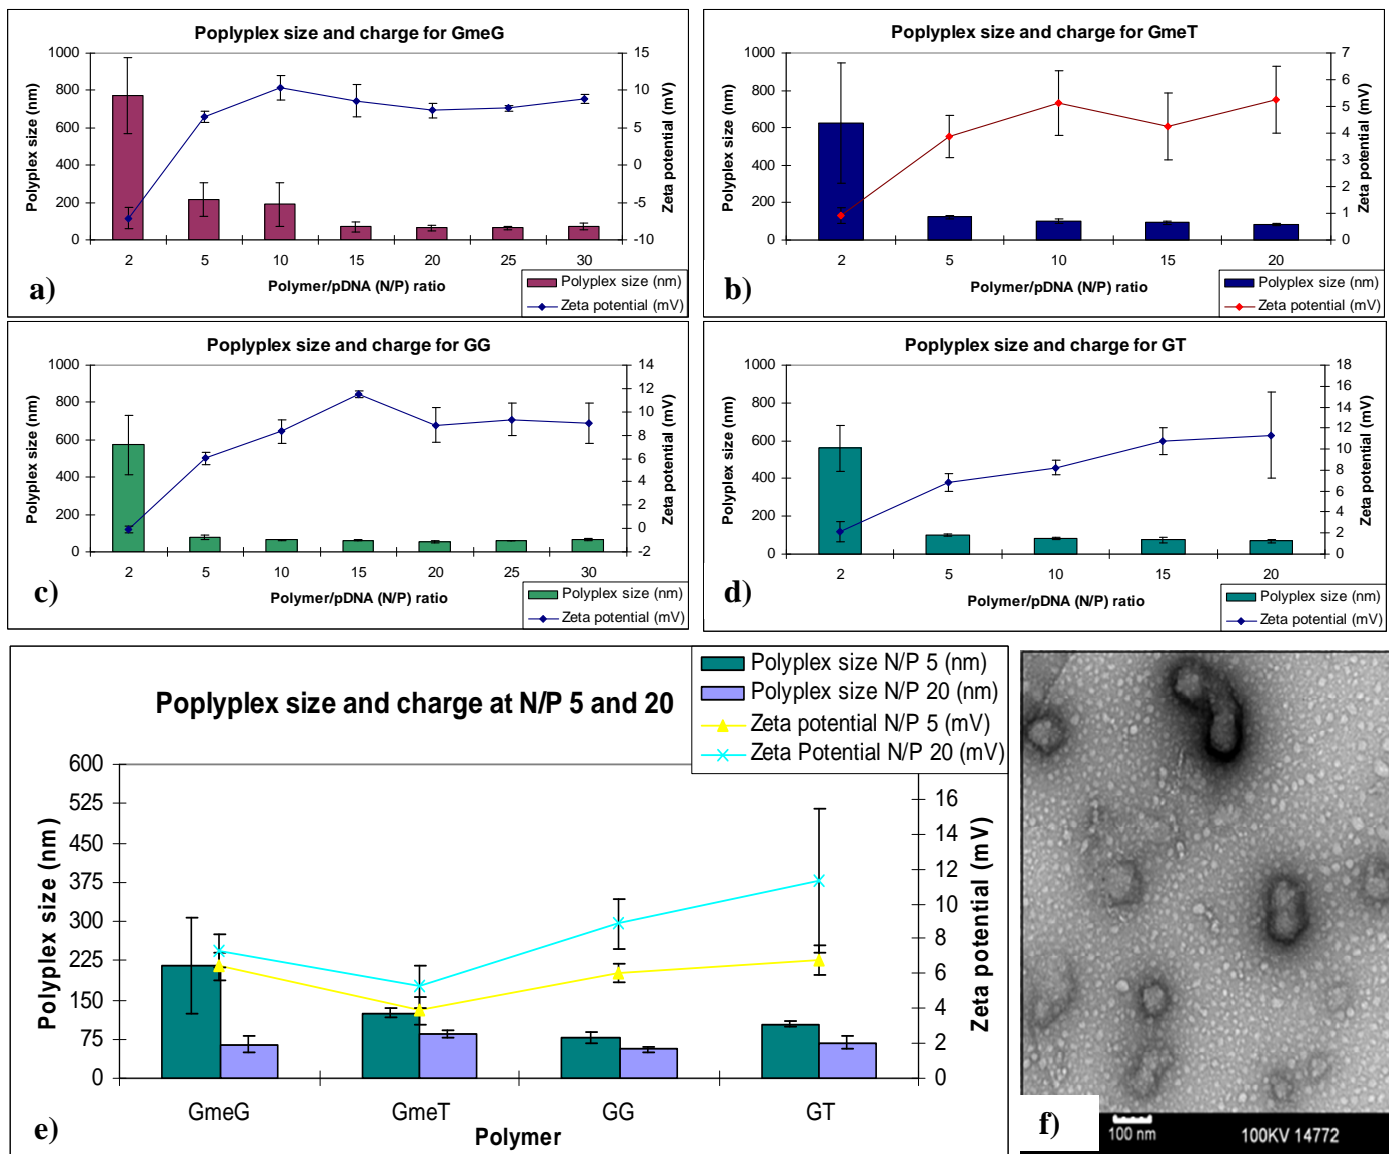 Poplyplex size and charge for GmeG
Polyplex size (nm)
1000
800
600
400
200
0
15
10
5
0
-5
-10
Zeta potential (mV)
2 5 10 15 20 25 30
Polymer/pDNA (N/P) ratio
Polyplex size (nm)
Zeta potential (mV)
a)
Poplyplex size and charge for GmeT
Polyplex size (nm)
1000
800
600
400
200
0
7
6
5
4
3
2
1
0
Zeta potential (mV)
2 5 10 15 20
Polymer/pDNA (N/P) ratio
Polyplex size (nm)
Zeta potential (mV)
b)
Poplyplex size and charge for GG
Polyplex size (nm)
1000
800
600
400
200
0
14
12
10
8
6
4
2
0
-2
Zeta potential (mV)
2 5 10 15 20 25 30
Polymer/pDNA (N/P) ratio
Polyplex size (nm)
Zeta potential (mV)
c)
Poplyplex size and charge for GT
Polyplex size (nm)
1000
800
600
400
200
0
18
16
14
12
10
8
6
4
2
0
Zeta potential (mV)
2 5 10 15 20
Polymer/pDNA (N/P) ratio
Polyplex size (nm)
Zeta potential (mV)
d)
Poplyplex size and charge at N/P 5 and 20
Polyplex size N/P 5 (nm)
Polyplex size N/P 20 (nm)
Zeta potential N/P 5 (mV)
Zeta Potential N/P 20 (mV)
Polyplex size (nm)
600
525
450
375
300
225
150
75
0
16
14
12
10
8
6
4
2
0
Zeta potential (mV)
GmeG GmeT GG GT
Polymer
e)
f)
100 nm
100KV 14772